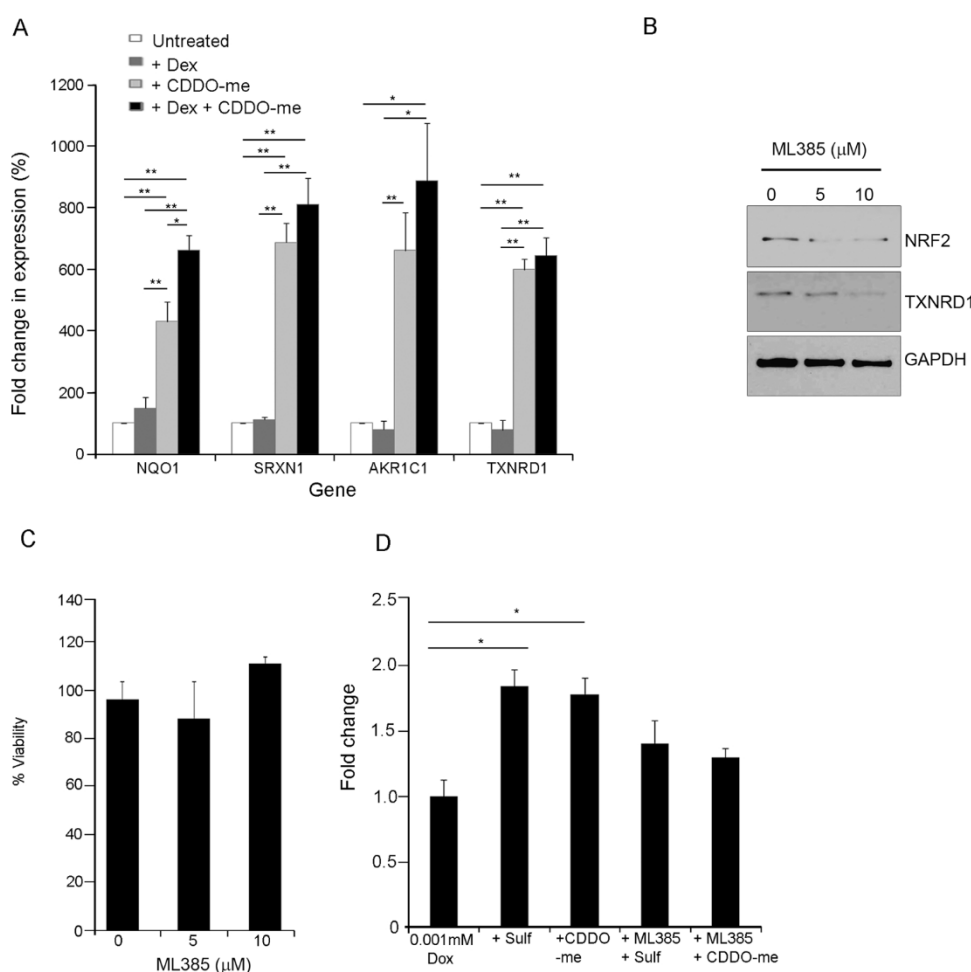 A
Untreated
+ Dex
+ CDDO-me
+ Dex + CDDO-me
Fold change in expression (%)
1200
1000
800
600
400
200
0
** ** ** * **
** ** ** **
* * **
** ** ** **
NQO1 SRXN1 AKR1C1 TXNRD1
Gene
B
ML385 (μM)
0 5 10
NRF2
TXNRD1
GAPDH
C
% Viability
140
120
100
80
60
40
20
0
0 5 10
ML385 (μM)
D
Fold change
2.5
2.0
1.5
1.0
0.5
0
*
*
0.001mM
Dox
+ Sulf
+CDDO
-me
+ ML385
+ Sulf
+ ML385
+ CDDO-me